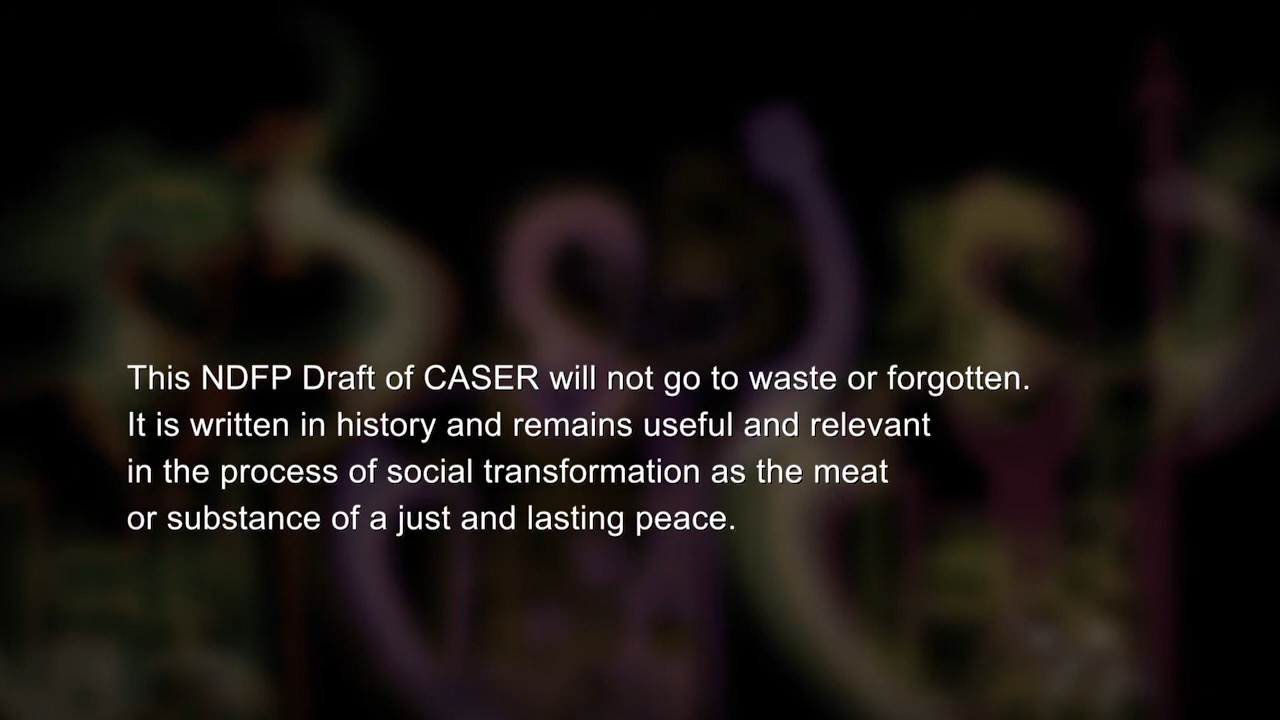 This NDFP Draft of CASER will not go to waste or forgotten.
It is written in history and remains useful and relevant
in the process of social transformation as the meat
or substance of a just and lasting peace.